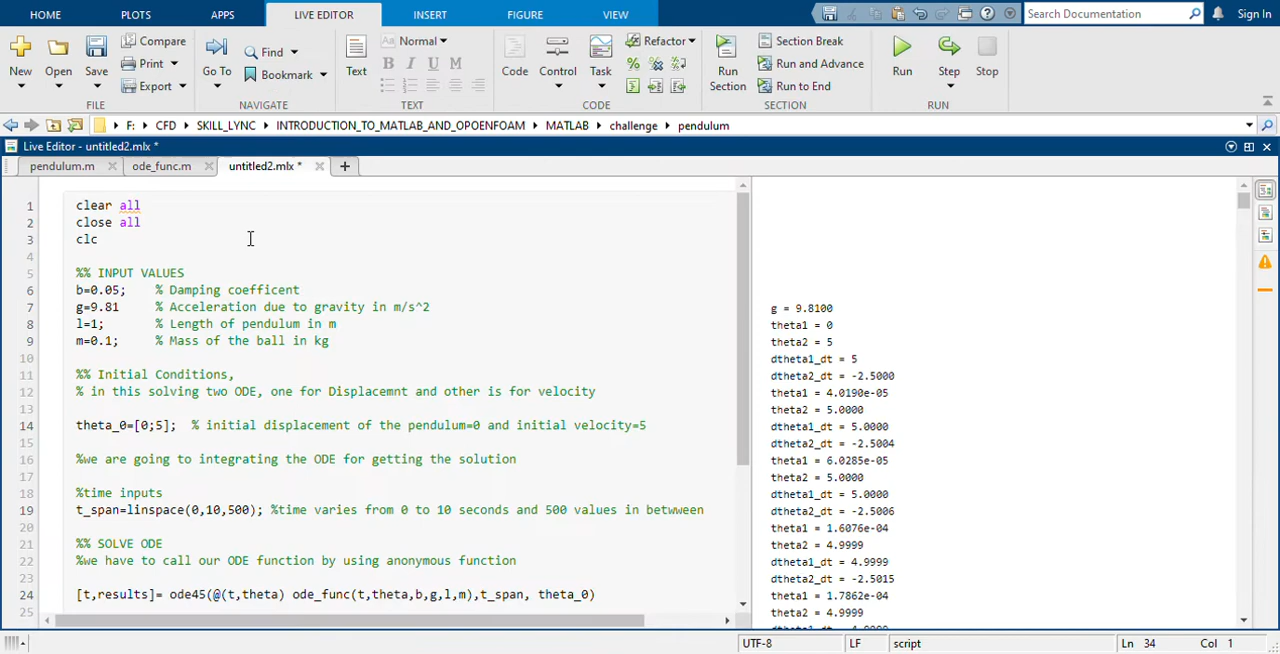 HOME PLOTS APPS LIVE EDITOR INSERT FIGURE VIEW Search Documentation Sign In
New Open Save Compare Print Export Go To Find Bookmark Text Aa Normal B I U M Code Control Task Refactor Run Section Section Break Run and Advance Run to End Run Step Stop
FILE NAVIGATE TEXT CODE SECTION RUN
F: CFD SKILL_LYNC INTRODUCTION_TO_MATLAB_AND_OPOENFOAM MATLAB challenge pendulum
Live Editor - untitled2.mlx *
pendulum.m ode_func.m untitled2.mlx *
1 clear all
2 close all
3 clc
4
5 %% INPUT VALUES
6 b=0.05; % Damping coefficent
7 g=9.81 % Acceleration due to gravity in m/s^2
8 l=1; % Length of pendulum in m
9 m=0.1; % Mass of the ball in kg
10
11 %% Initial Conditions,
12 % in this solving two ODE, one for Displacemnt and other is for velocity
13
14 theta_0=[0;5]; % initial displacement of the pendulum=0 and initial velocity=5
15
16 %we are going to integrating the ODE for getting the solution
17
18 %time inputs
19 t_span=linspace(0,10,500); %time varies from 0 to 10 seconds and 500 values in betwween
20
21 %% SOLVE ODE
22 %we have to call our ODE function by using anonymous function
23
24 [t,results]= ode45(@(t,theta) ode_func(t,theta,b,g,l,m),t_span, theta_0)
25
g = 9.8100
theta1 = 0
theta2 = 5
dtheta1_dt = 5
dtheta2_dt = -2.5000
theta1 = 4.0190e-05
theta2 = 5.0000
dtheta1_dt = 5.0000
dtheta2_dt = -2.5004
theta1 = 6.0285e-05
theta2 = 5.0000
dtheta1_dt = 5.0000
dtheta2_dt = -2.5006
theta1 = 1.6076e-04
theta2 = 4.9999
dtheta1_dt = 4.9999
dtheta2_dt = -2.5015
theta1 = 1.7862e-04
theta2 = 4.9999
dtheta1_dt = 4.9999
UTF-8 LF script Ln 34 Col 1